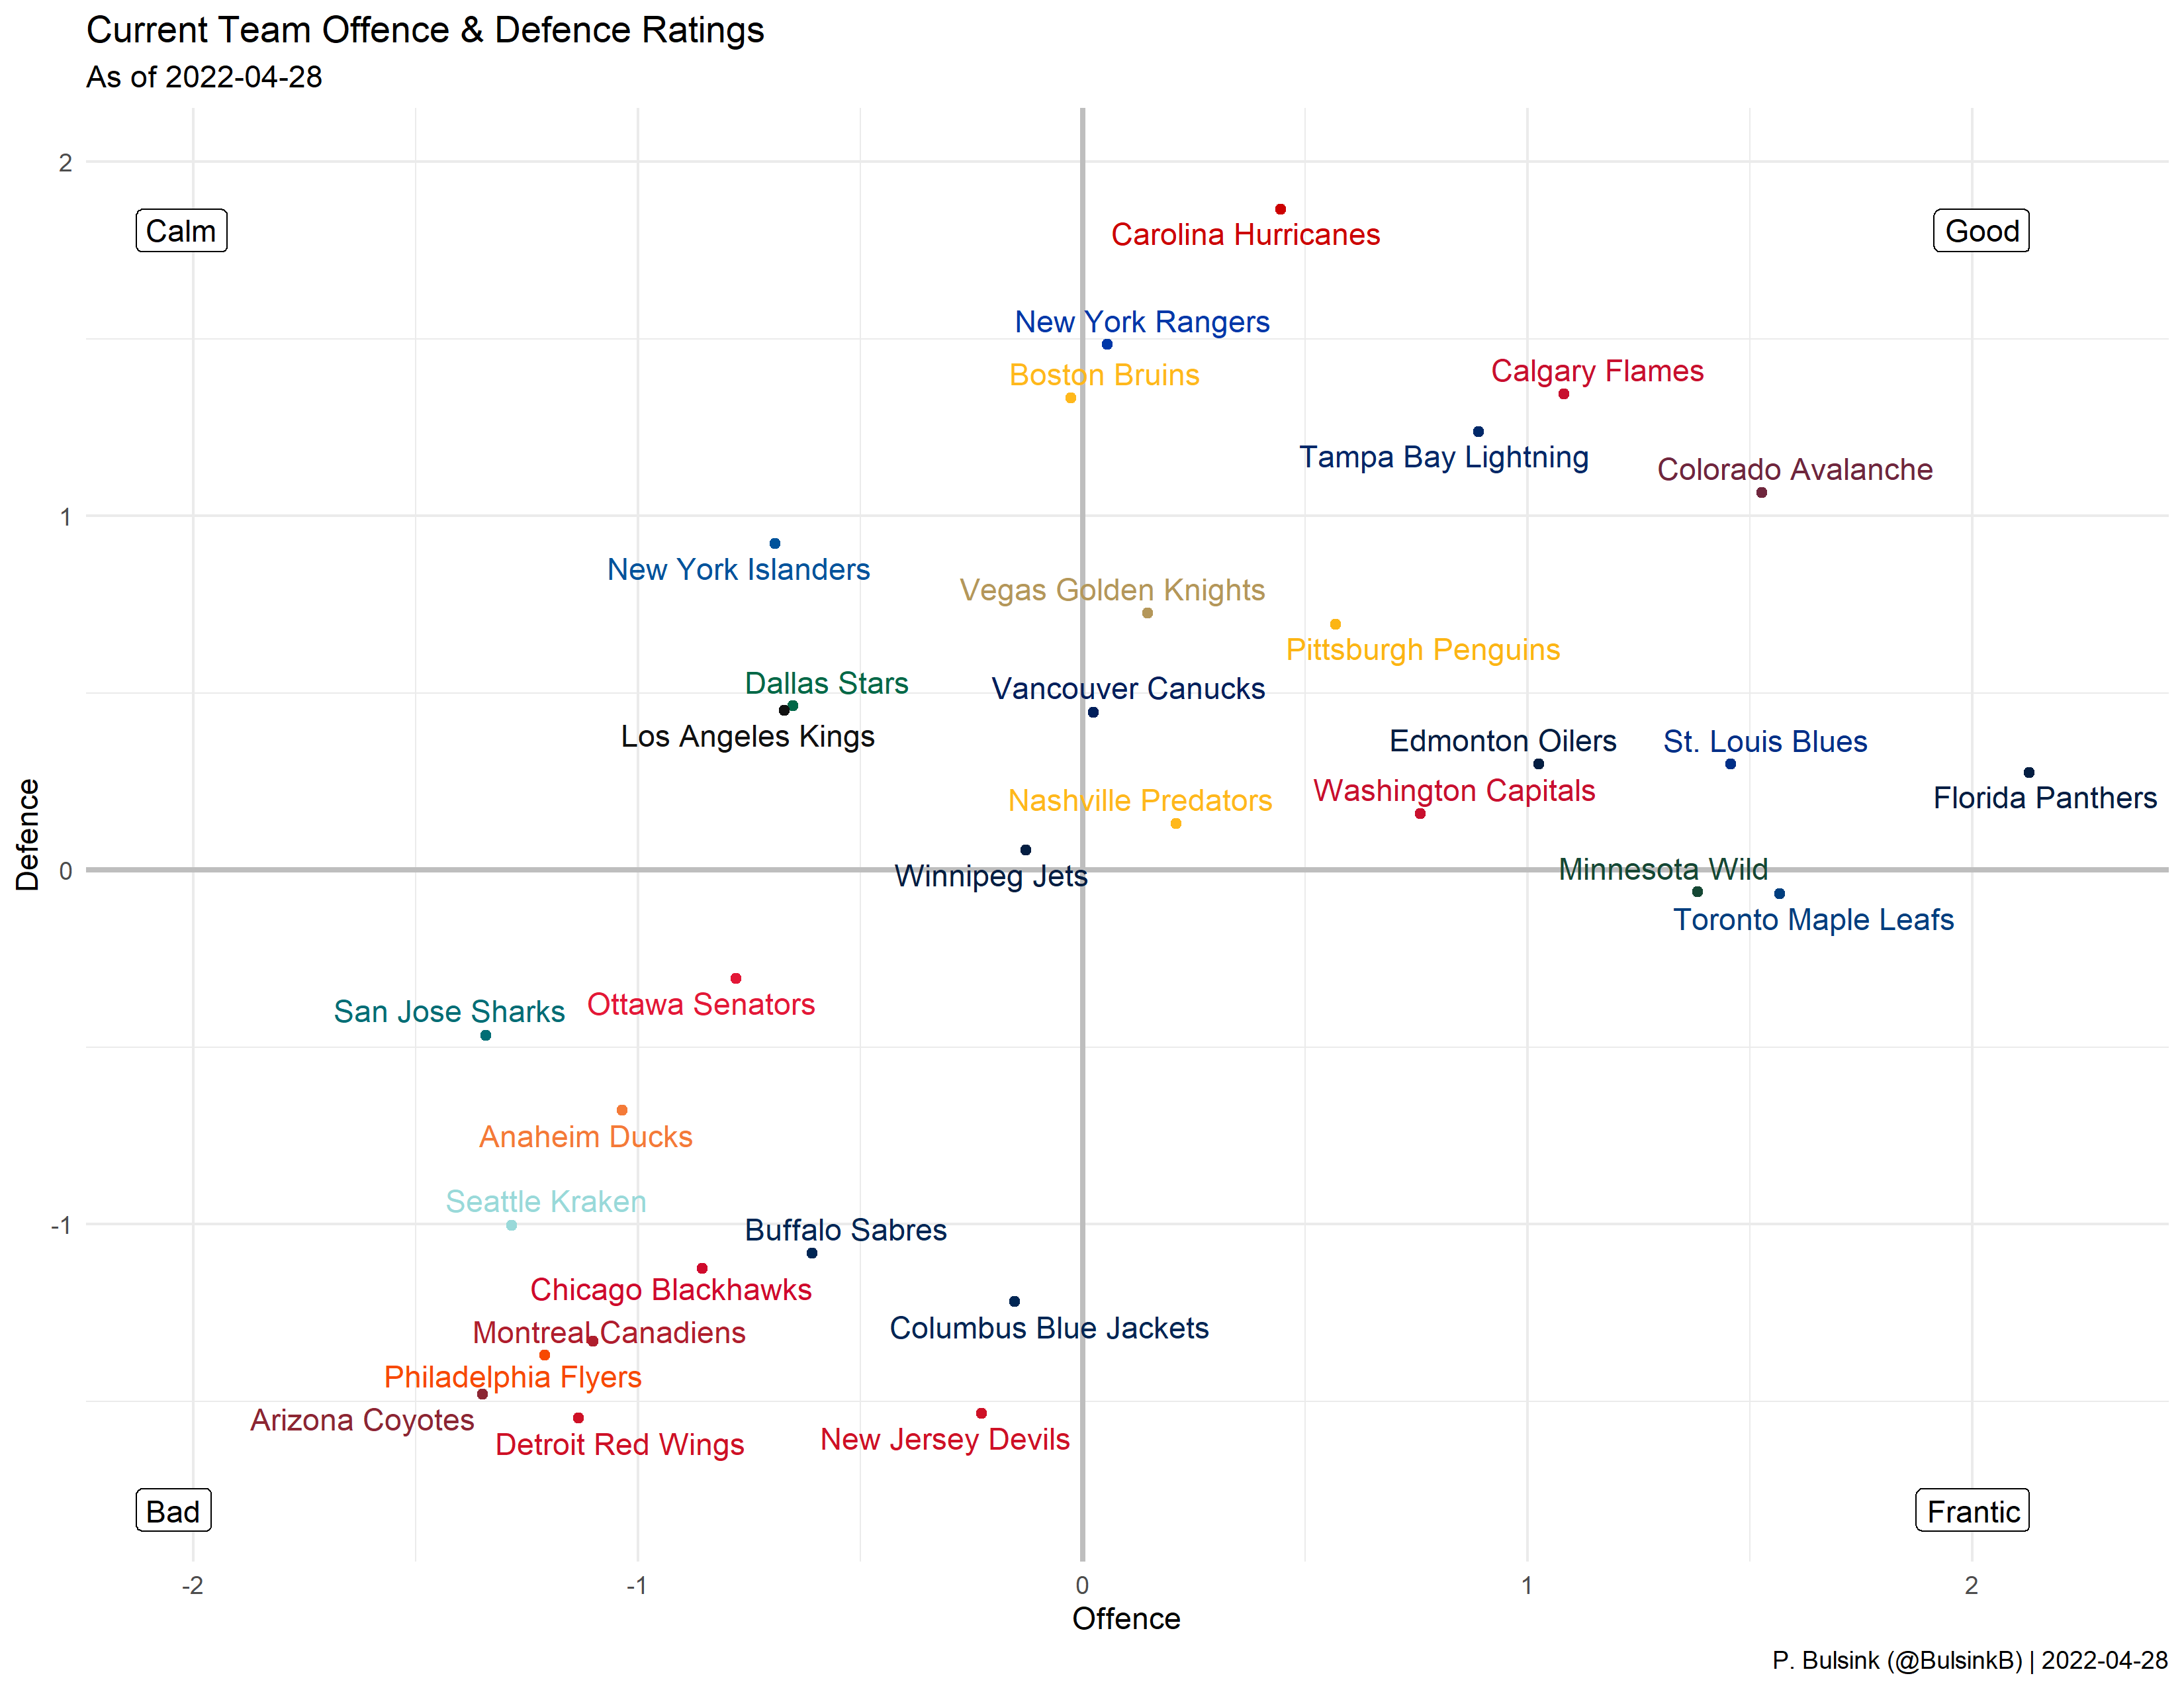 Current Team Offence & Defence Ratings
As of 2022-04-28
2
Calm
Good
Carolina Hurricanes
New York Rangers
Boston Bruins
Calgary Flames
Tampa Bay Lightning
Colorado Avalanche
1
New York Islanders
Vegas Golden Knights
Pittsburgh Penguins
Dallas Stars
Vancouver Canucks
Los Angeles Kings
Edmonton Oilers
St. Louis Blues
Washington Capitals
Florida Panthers
Nashville Predators
Defence
0
Winnipeg Jets
Minnesota Wild
Toronto Maple Leafs
Ottawa Senators
San Jose Sharks
Anaheim Ducks
Seattle Kraken
-1
Buffalo Sabres
Chicago Blackhawks
Columbus Blue Jackets
Montreal Canadiens
Philadelphia Flyers
Arizona Coyotes
Detroit Red Wings
New Jersey Devils
Bad
Frantic
-2
-1
0
1
2
Offence
P. Bulsink (@BulsinkB) | 2022-04-28